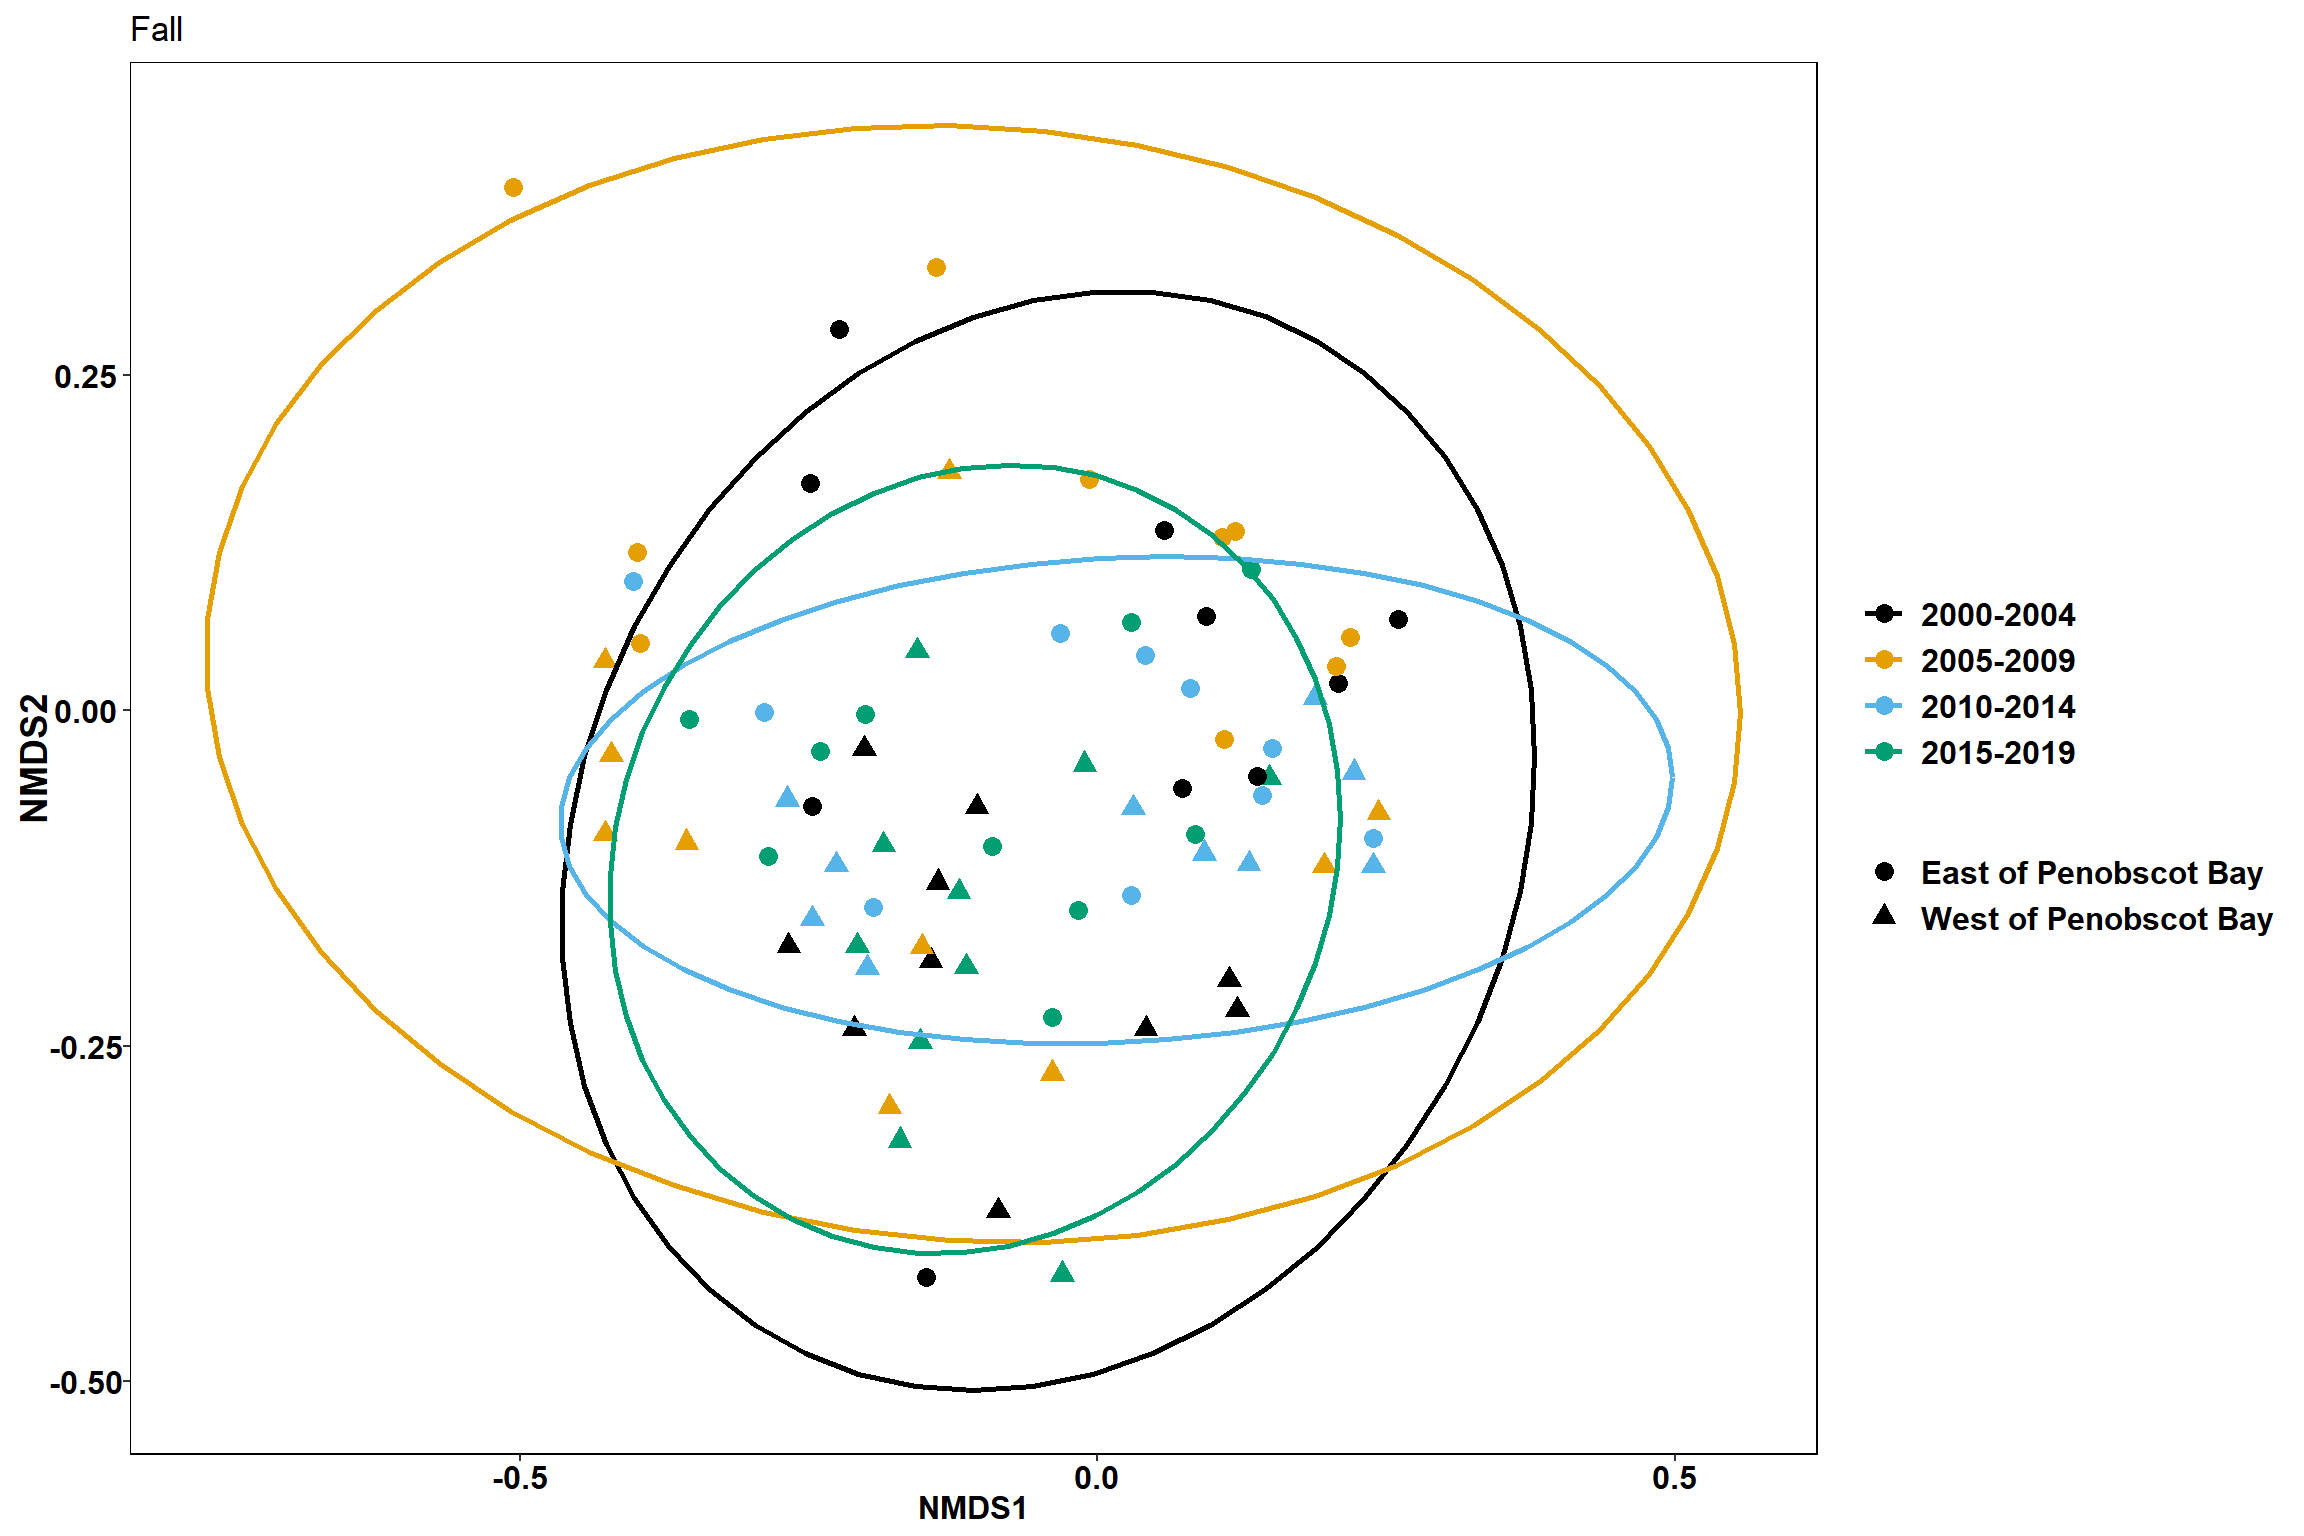 Fall
NMDS2
0.25
0.00
-0.25
-0.50
-0.5
0.0
0.5
NMDS1
2000-2004
2005-2009
2010-2014
2015-2019
East of Penobscot Bay
West of Penobscot Bay